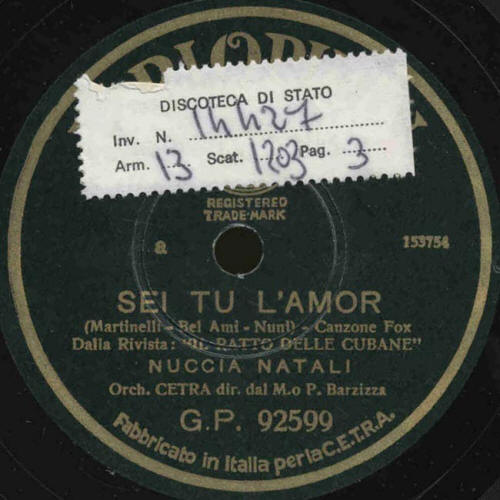 DISCOTECA DI STATO
Inv. N. 14427
Arm. 13 Scat. 1203 Pag. 3
REGISTERED
TRADE-MARK
a
153754
SEI TU L'AMOR
(Martinelli - Bel Ami - Nuni) - Canzone Fox
Dalla Rivista: "IL RATTO DELLE CUBANE"
NUCCIA NATALI
Orch. CETRA dir. dal M.o P. Barzizza
G.P. 92599
Fabbricato in Italia per la C.E.T.R.A.